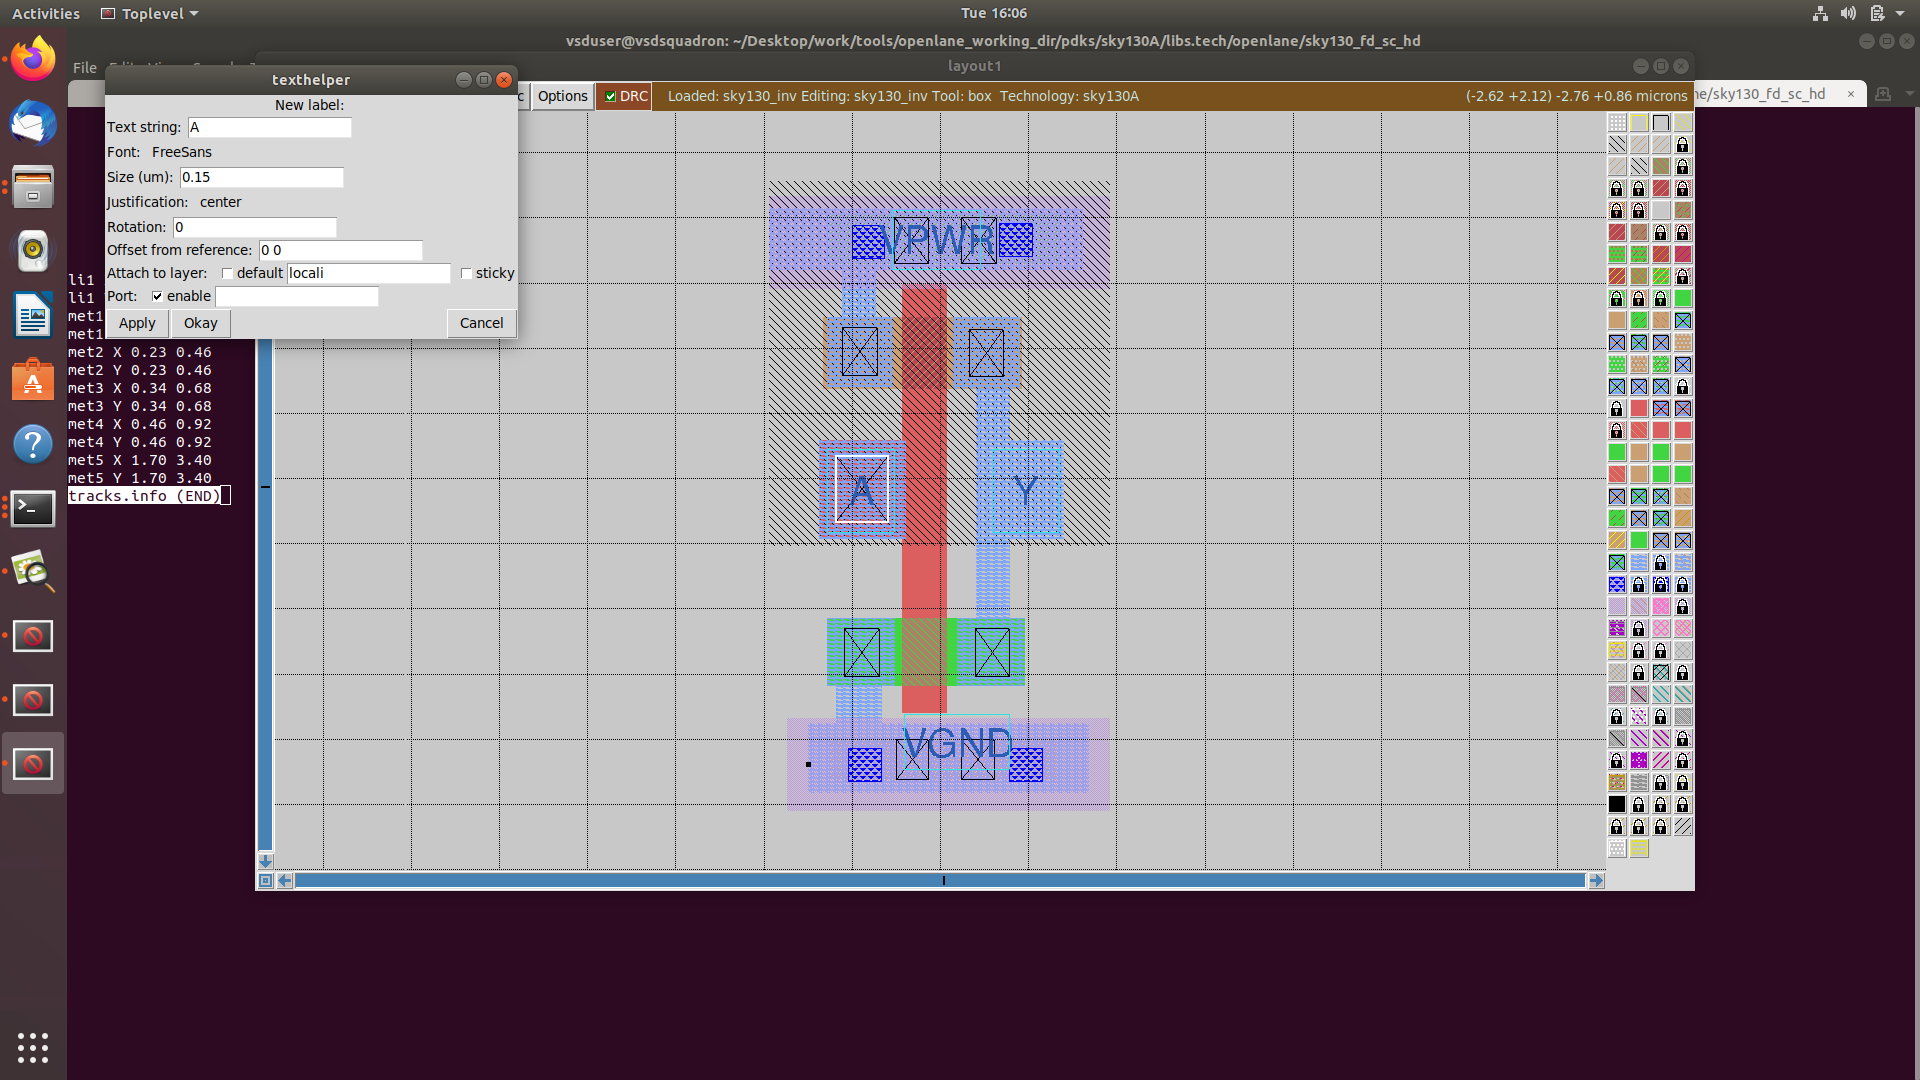 Activities
Toplevel
Tue 16:06
vsduser@vsdsquadron: ~/Desktop/work/tools/openlane_working_dir/pdks/sky130A/libs.tech/openlane/sky130_fd_sc_hd
File
layout1
texthelper
Options
DRC
Loaded: sky130_inv Editing: sky130_inv Tool: box Technology: sky130A
(-2.62 +2.12) -2.76 +0.86 microns
ne/sky130_fd_sc_hd
New label:
Text string: A
Font: FreeSans
Size (um): 0.15
Justification: center
Rotation: 0
Offset from reference: 0 0
Attach to layer: default locali sticky
Port: enable
Apply Okay Cancel
li1
li1
met1
met1
met2 X 0.23 0.46
met2 Y 0.23 0.46
met3 X 0.34 0.68
met3 Y 0.34 0.68
met4 X 0.46 0.92
met4 Y 0.46 0.92
met5 X 1.70 3.40
met5 Y 1.70 3.40
tracks.info (END)
VPWR
A
Y
VGND